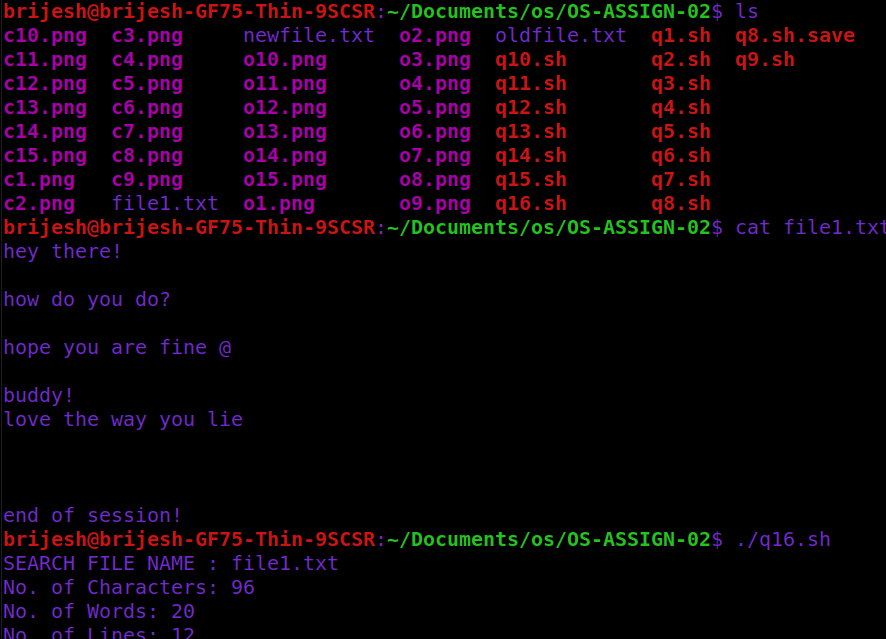 brijesh@brijesh-GF75-Thin-9SCSR:~/Documents/os/OS-ASSIGN-02$ ls
c10.png c3.png newfile.txt o2.png oldfile.txt q1.sh q8.sh.save
c11.png c4.png o10.png o3.png q10.sh q2.sh q9.sh
c12.png c5.png o11.png o4.png q11.sh q3.sh
c13.png c6.png o12.png o5.png q12.sh q4.sh
c14.png c7.png o13.png o6.png q13.sh q5.sh
c15.png c8.png o14.png o7.png q14.sh q6.sh
c1.png c9.png o15.png o8.png q15.sh q7.sh
c2.png file1.txt o1.png o9.png q16.sh q8.sh
brijesh@brijesh-GF75-Thin-9SCSR:~/Documents/os/OS-ASSIGN-02$ cat file1.txt
hey there!
how do you do?
hope you are fine @
buddy!
love the way you lie
end of session!
brijesh@brijesh-GF75-Thin-9SCSR:~/Documents/os/OS-ASSIGN-02$ ./q16.sh
SEARCH FILE NAME : file1.txt
No. of Characters: 96
No. of Words: 20
No. of Lines: 12